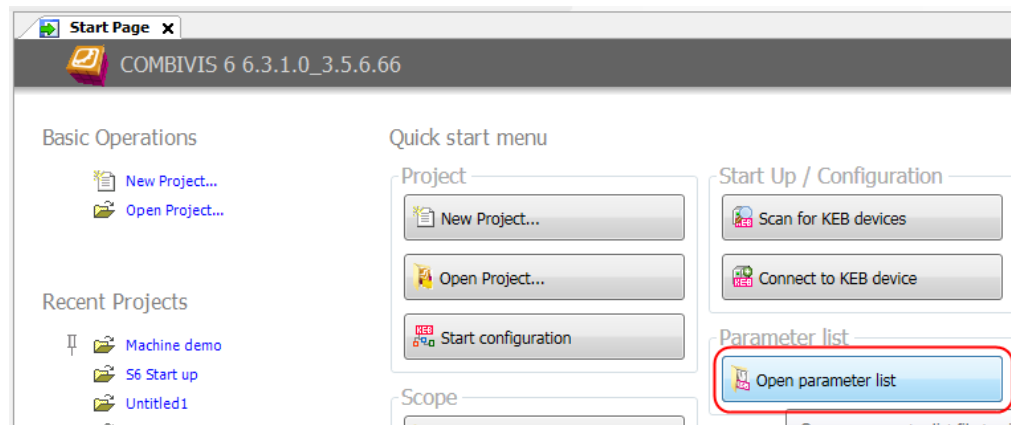 Start Page
COMBIVIS 6 6.3.1.0_3.5.6.66
Basic Operations
New Project...
Open Project...
Recent Projects
Machine demo
S6 Start up
Untitled1
Quick start menu
Project
New Project...
Open Project...
Start configuration
Scope
Start Up / Configuration
Scan for KEB devices
Connect to KEB device
Parameter list
Open parameter list